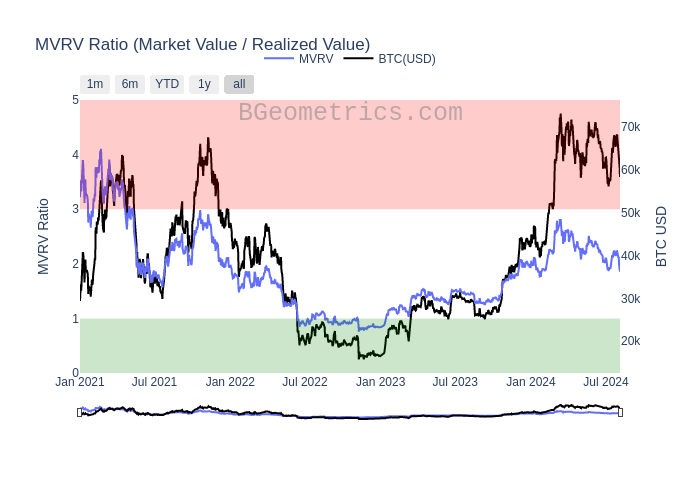 MVRV Ratio (Market Value / Realized Value)
MVRV BTC(USD)
1m 6m YTD 1y all
BGeometrics.com
5
4
3
2
1
0
MVRV Ratio
70k
60k
50k
40k
30k
20k
BTC USD
Jan 2021 Jul 2021 Jan 2022 Jul 2022 Jan 2023 Jul 2023 Jan 2024 Jul 2024